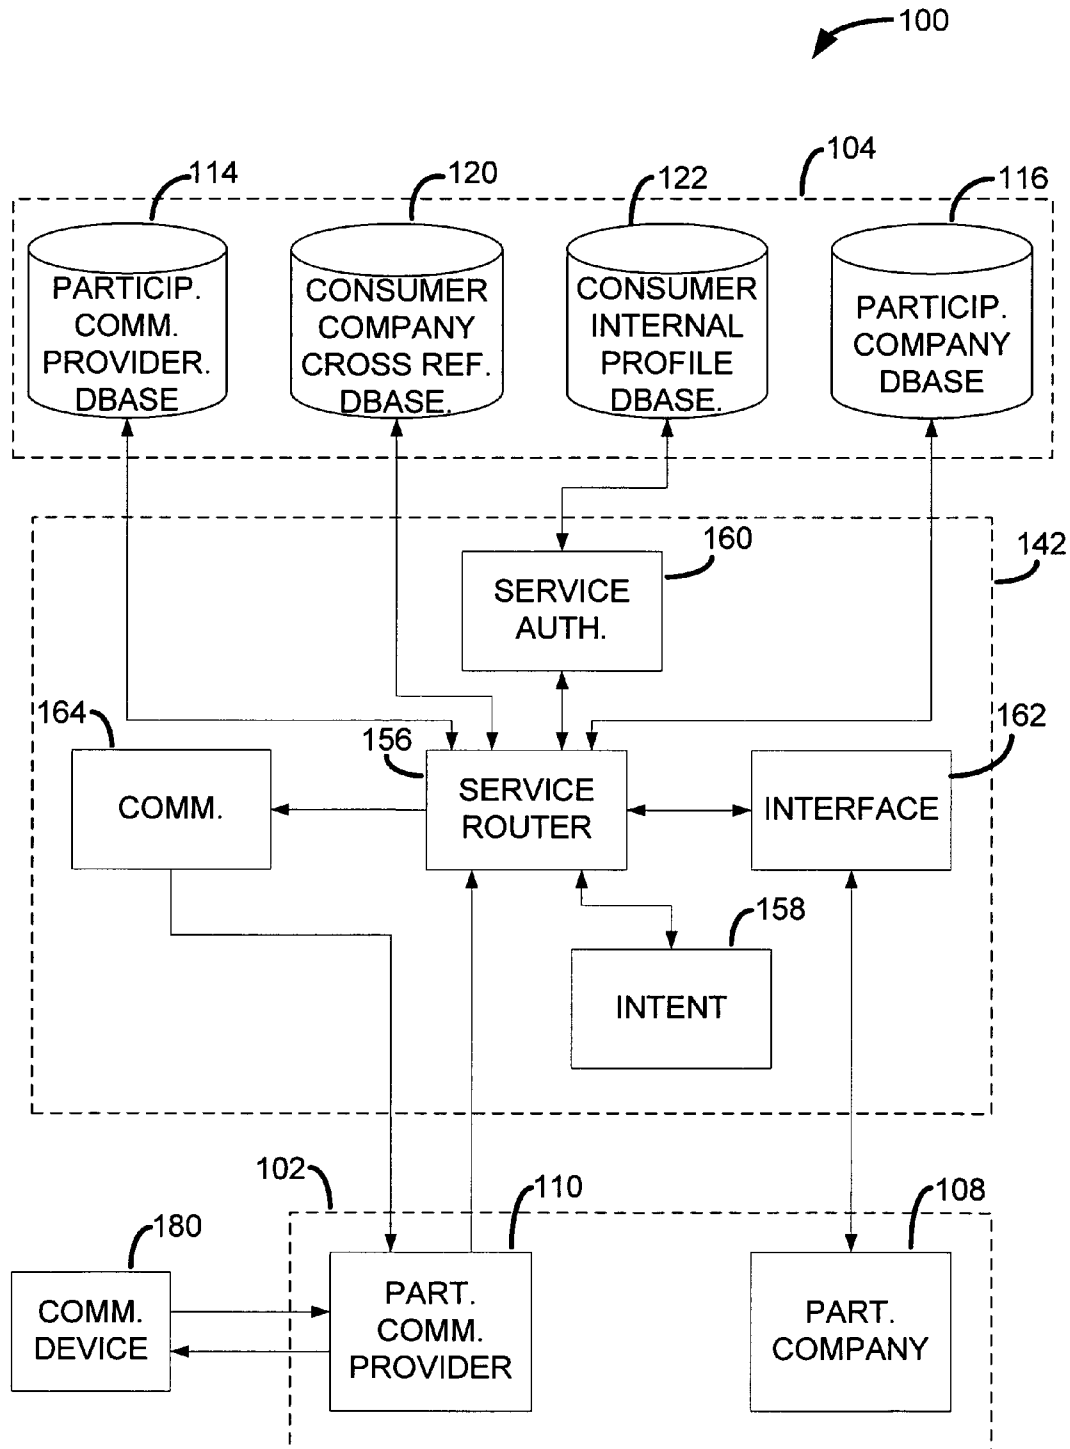 100
104
114
120
122
116
PARTICIP.
COMM.
PROVIDER.
DBASE
CONSUMER
COMPANY
CROSS REF.
DBASE.
CONSUMER
INTERNAL
PROFILE
DBASE.
PARTICIP.
COMPANY
DBASE
142
160
SERVICE
AUTH.
164
COMM.
156
SERVICE
ROUTER
162
INTERFACE
158
INTENT
102
110
108
180
COMM.
DEVICE
PART.
COMM.
PROVIDER
PART.
COMPANY